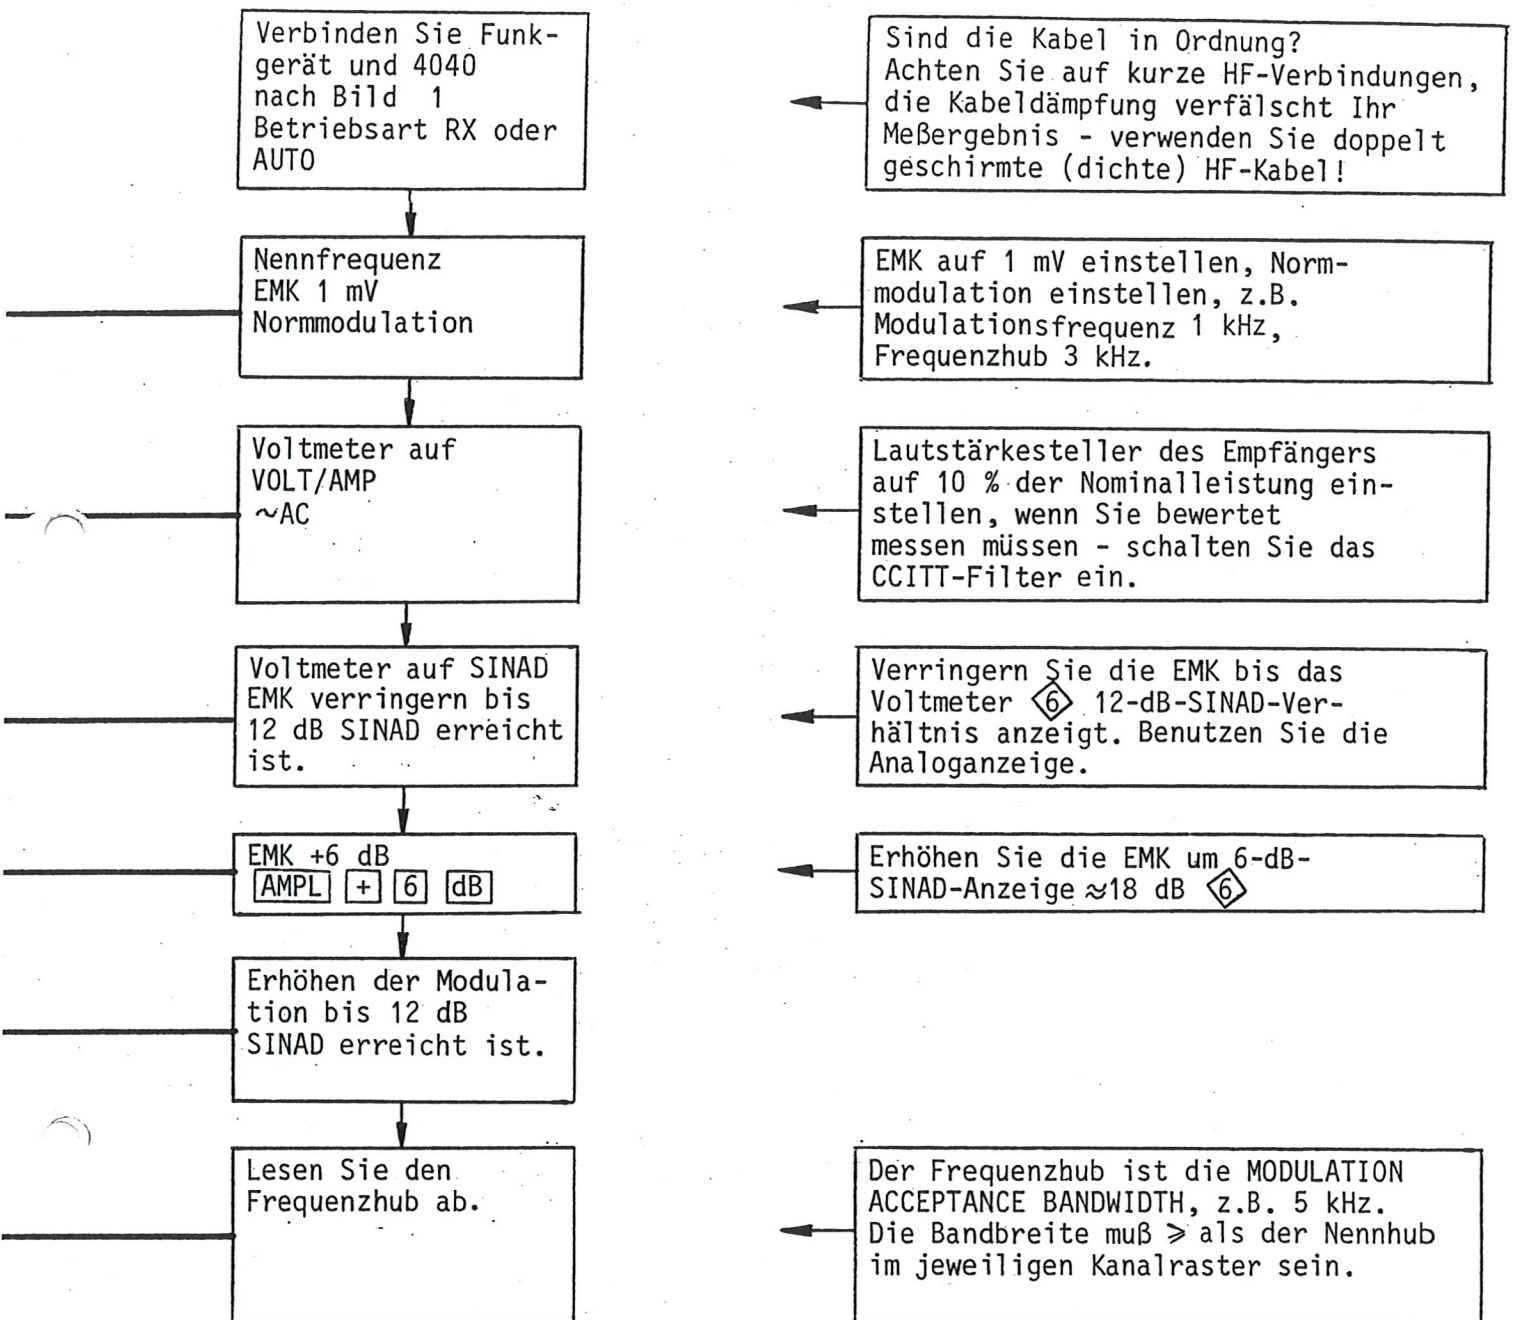 Verbinden Sie Funk-
gerät und 4040
nach Bild 1
Betriebsart RX oder
AUTO
Sind die Kabel in Ordnung?
Achten Sie auf kurze HF-Verbindungen,
die Kabeldämpfung verfälscht Ihr
Meßergebnis - verwenden Sie doppelt
geschirmte (dichte) HF-Kabel!
Nennfrequenz
EMK 1 mV
Normmodulation
EMK auf 1 mV einstellen, Norm-
modulation einstellen, z.B.
Modulationsfrequenz 1 kHz,
Frequenzhub 3 kHz.
Voltmeter auf
VOLT/AMP
~AC
Lautstärkesteller des Empfängers
auf 10 % der Nominalleistung ein-
stellen, wenn Sie bewertet
messen müssen - schalten Sie das
CCITT-Filter ein.
Voltmeter auf SINAD
EMK verringern bis
12 dB SINAD erreicht
ist.
Verringern Sie die EMK bis das
Voltmeter 6 12-dB-SINAD-Ver-
hältnis anzeigt. Benutzen Sie die
Analoganzeige.
EMK +6 dB
AMPL + 6 dB
Erhöhen Sie die EMK um 6-dB-
SINAD-Anzeige ≈18 dB 6
Erhöhen der Modula-
tion bis 12 dB
SINAD erreicht ist.
Lesen Sie den
Frequenzhub ab.
Der Frequenzhub ist die MODULATION
ACCEPTANCE BANDWIDTH, z.B. 5 kHz.
Die Bandbreite muß ⩾ als der Nennhub
im jeweiligen Kanalraster sein.